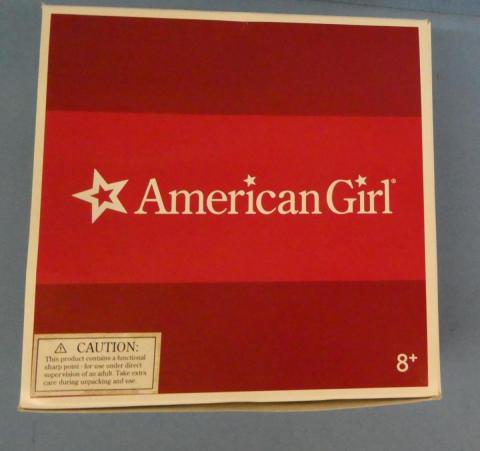 American Girl®
⚠ CAUTION:
This product contains a functional
sharp point - for use under direct
supervision of an adult. Take extra
care during unpacking and use.
8+